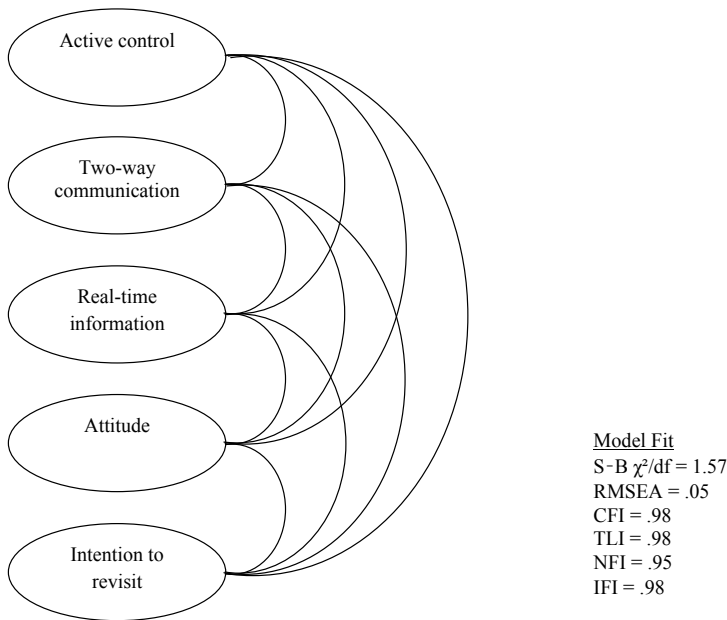 Active control
Two-way
communication
Real-time
information
Attitude
Intention to
revisit
Model Fit
S-B χ²/df = 1.57
RMSEA = .05
CFI = .98
TLI = .98
NFI = .95
IFI = .98